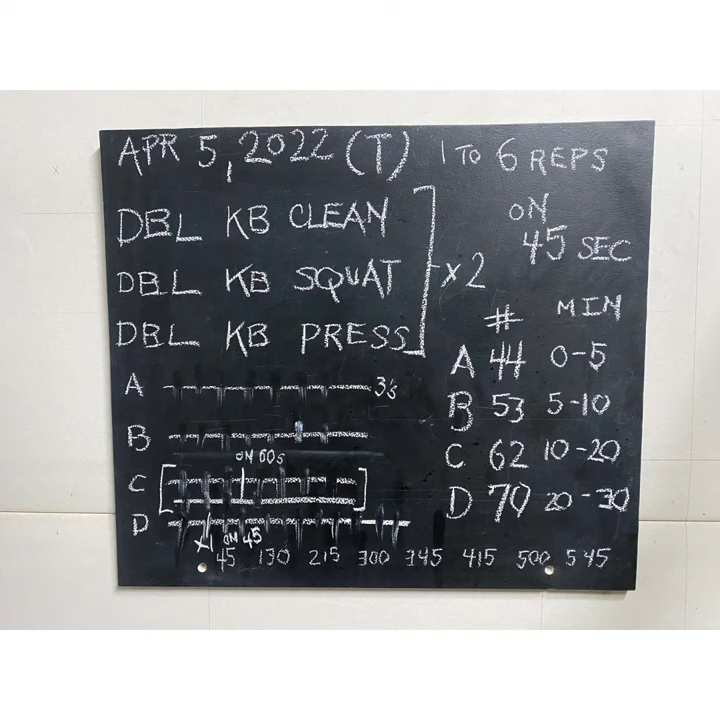 APR 5, 2022 (T)
1 TO 6 REPS
ON
45 SEC
DBL KB CLEAN
DBL KB SQUAT
DBL KB PRESS
x2
# MIN
A 44 0-5
B 53 5-10
C 62 10-20
D 70 20-30
A 3's
B
ON 60s
C
D
x1 ON 45
45 130 215 300 345 415 500 545